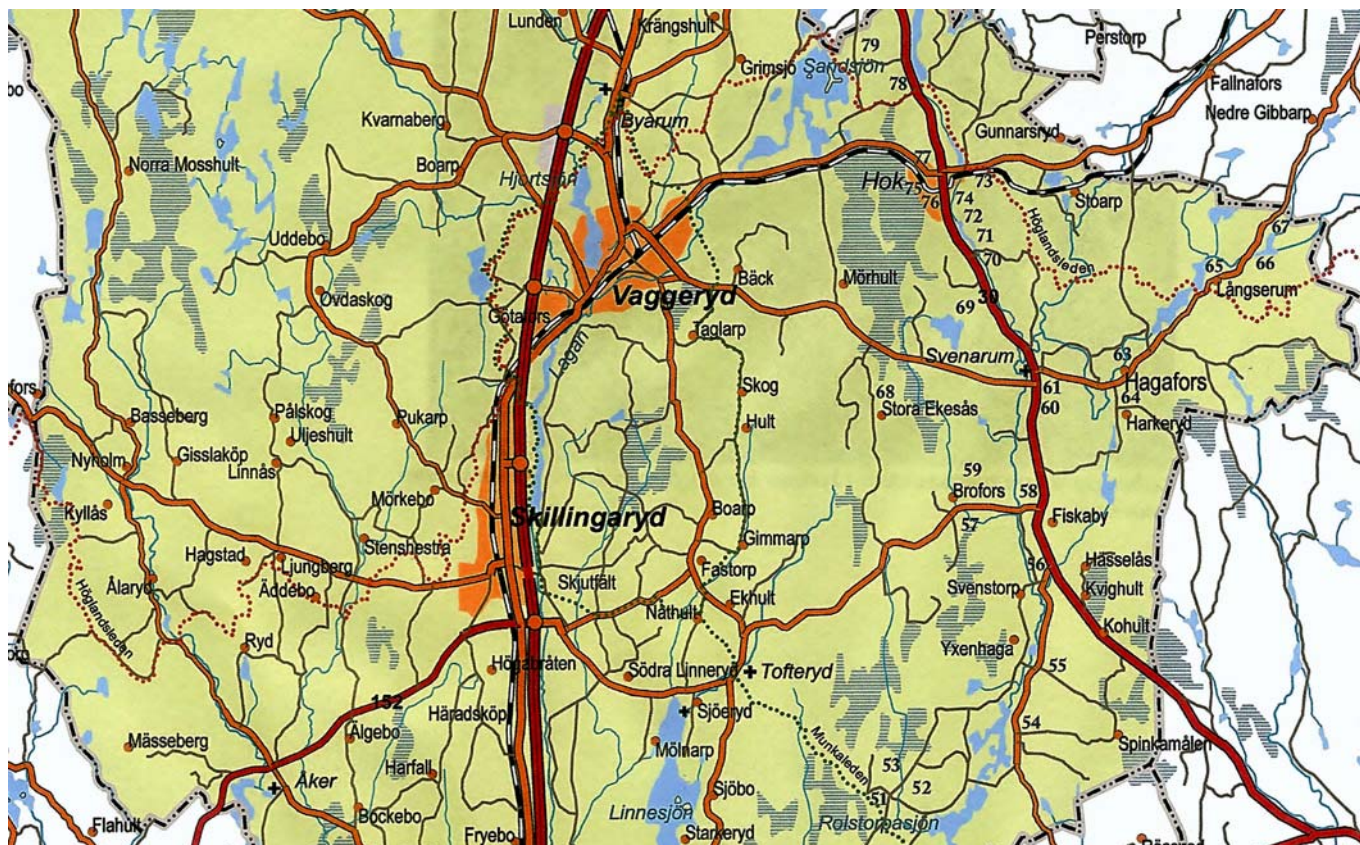 Lunden
Krängshult
Perstorp
79
Grimsjö
Sandsjön
78
Fallnafors
Nedre Gibbarp
Kvarnaberg
Byarum
Gunnarsryd
Norra Mosshult
Boarp
Hjortsjön
77
Hok
75
76
73
74
Stoarp
72
71
70
Höglandsleden
67
Uddebo
65
66
Bäck
Mörhult
Långserum
Ovdaskog
Vaggeryd
30
69
Götafors
Lagan
Taglarp
Svenarum
63
61
Hagafors
60
64
fors
Skog
68
Stora Ekesås
Harkeryd
Basseberg
Pålskog
Pukarp
Uljeshult
Hult
Nyholm
Gisslaköp
Linnås
59
Brofors
58
Mörkebo
Kyllås
Skillingaryd
Boarp
57
Fiskaby
Hagstad
Stenshestra
Gimmarp
Ljungberg
Fastorp
56
Hässelås
Ålaryd
Äddebo
Skjutfält
Svenstorp
Kvighult
Höglandsleden
Ekhult
Nåthult
Kohult
Ryd
Yxenhaga
Högabråten
Södra Linneryd
Tofteryd
55
152
Häradsköp
Sjöeryd
54
Mässeberg
Älgebo
Mölnarp
Munkaleden
Spinkamålen
Harfall
53
Åker
52
Sjöbo
51
Böckebo
Linnesjön
Rolstorpasjön
Flahult
Fryebo
Starkeryd